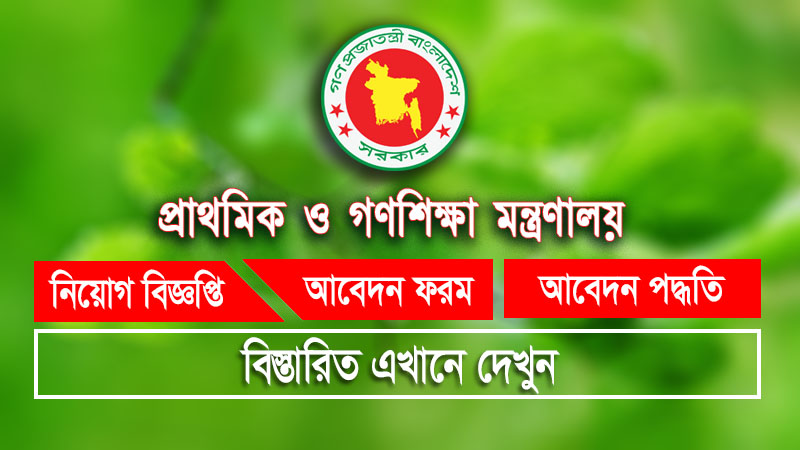 গণপ্রজাতন্ত্রী বাংলাদেশ
সরকার
প্রাথমিক ও গণশিক্ষা মন্ত্রণালয়
নিয়োগ বিজ্ঞপ্তি
আবেদন ফরম
আবেদন পদ্ধতি
বিস্তারিত এখানে দেখুন